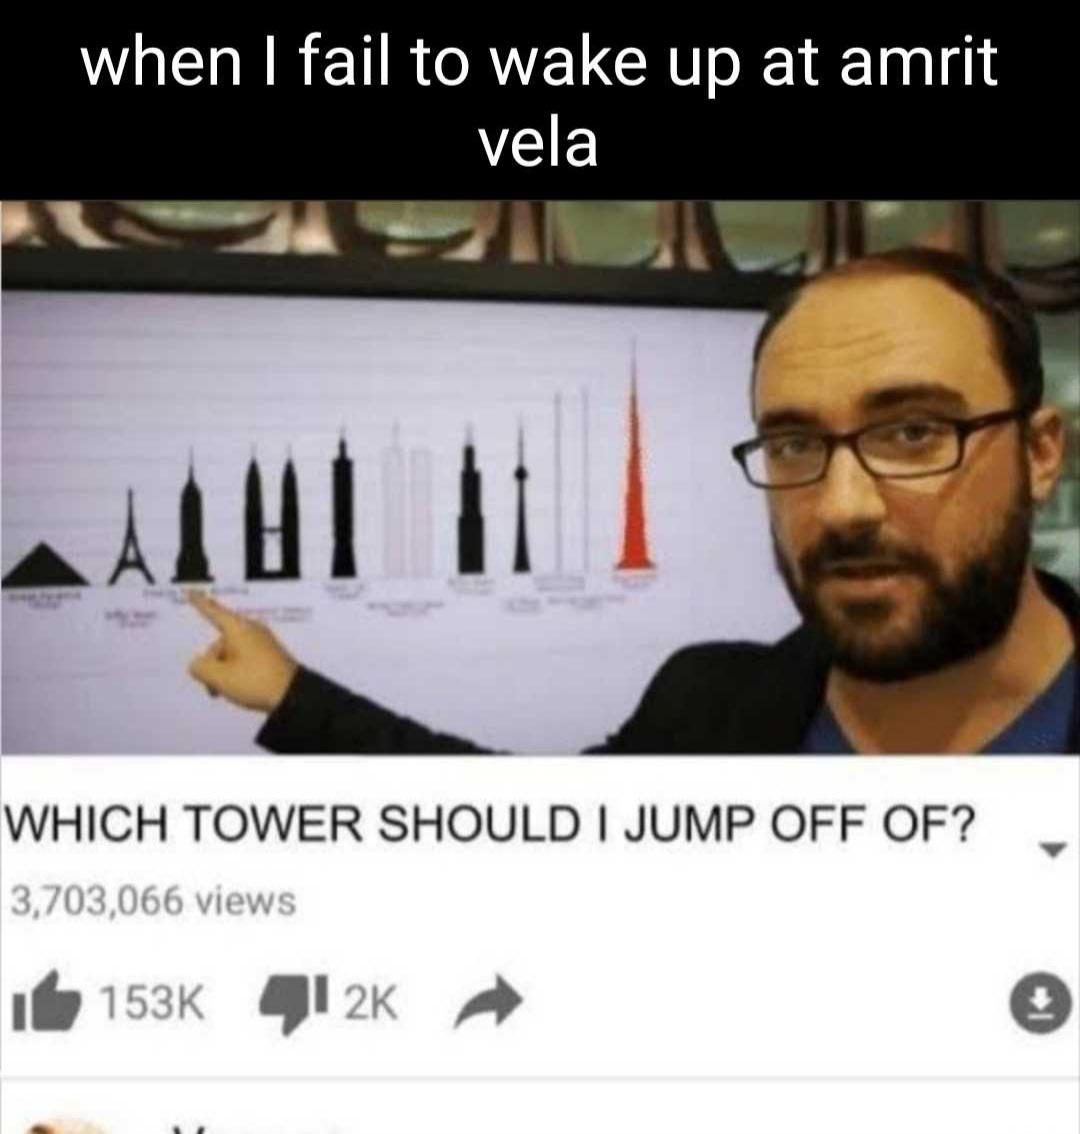 when I fail to wake up at amrit
vela
WHICH TOWER SHOULD I JUMP OFF OF?
3,703,066 views
153K 2K